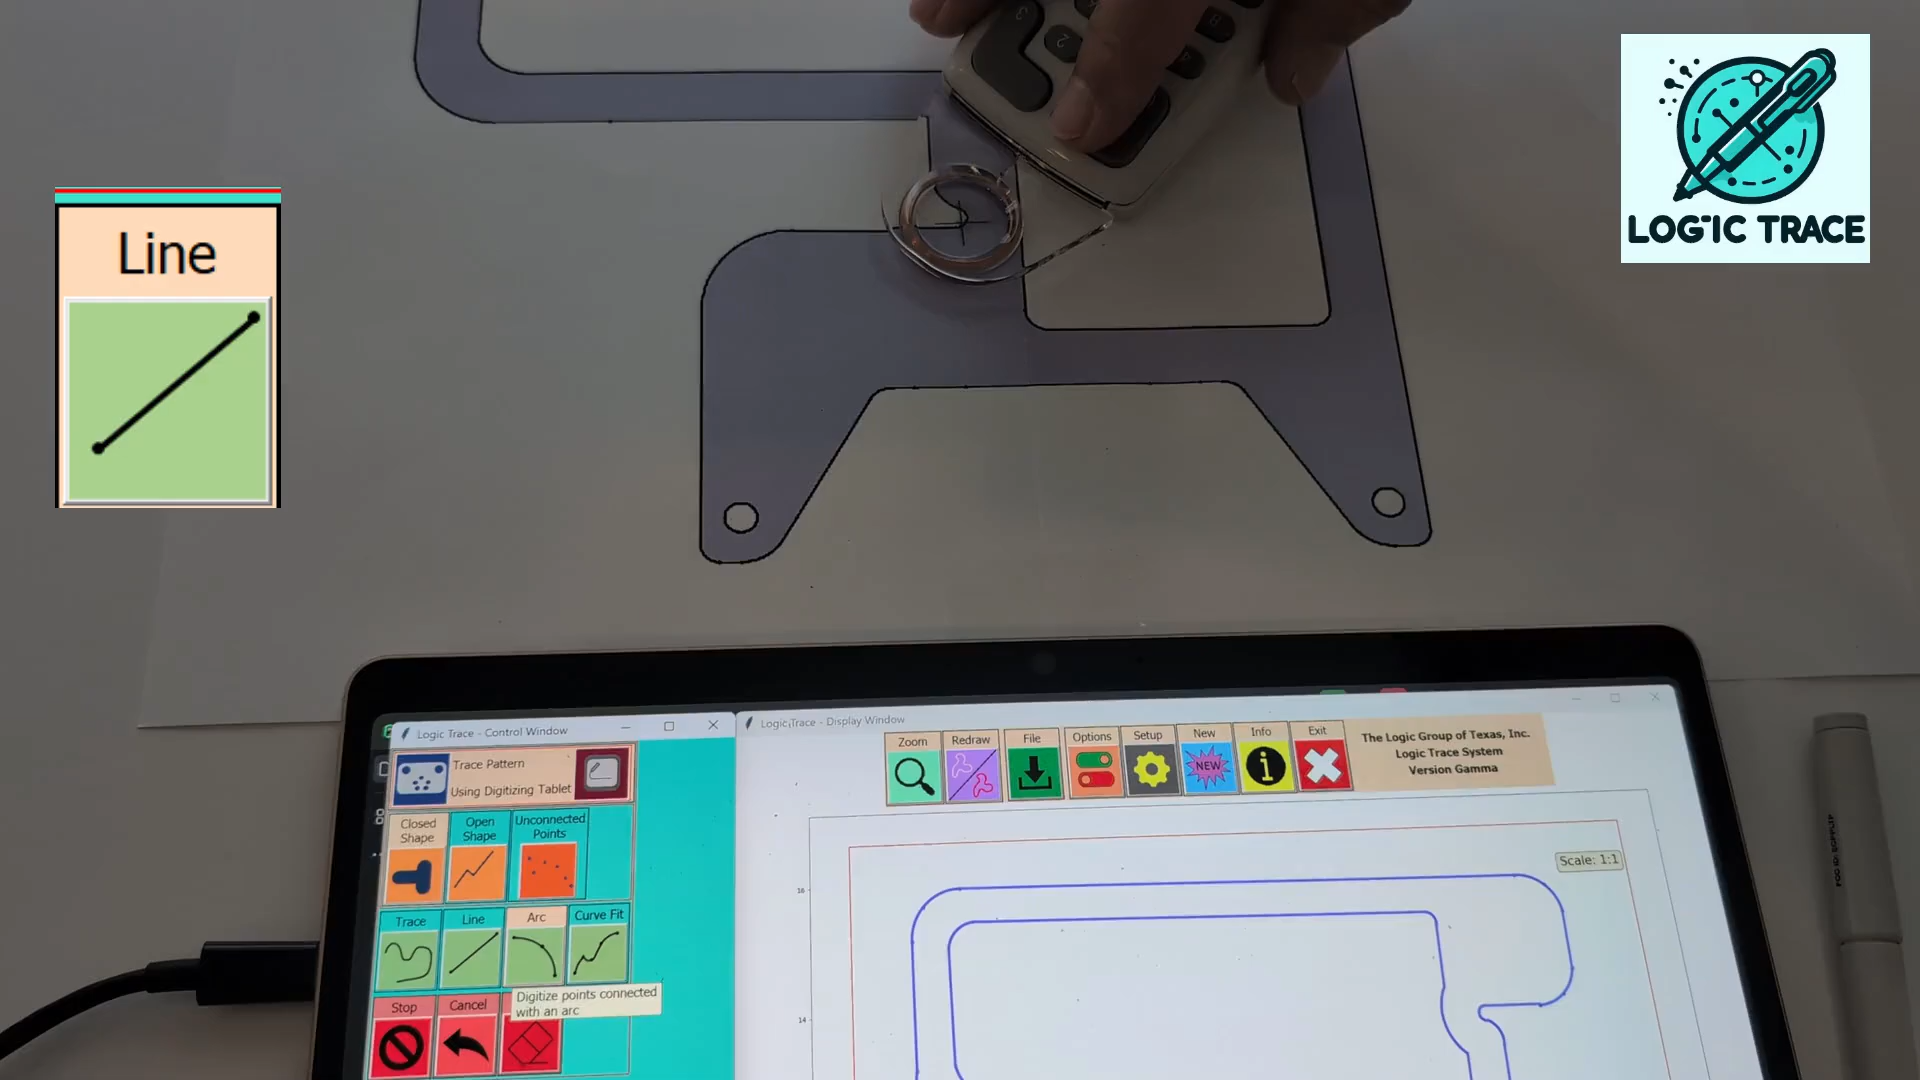 3
2
8
Line
LOGIC TRACE
Logic Trace - Control Window
Logic Trace - Display Window
Trace Pattern
Using Digitizing Tablet
Closed
Shape
Open
Shape
Unconnected
Points
Trace
Line
Arc
Curve Fit
Digitize points connected
with an arc
Stop
Cancel
Zoom
Redraw
File
Options
Setup
New
NEW
Info
Exit
The Logic Group of Texas, Inc.
Logic Trace System
Version Gamma
Scale: 1:1
16
14